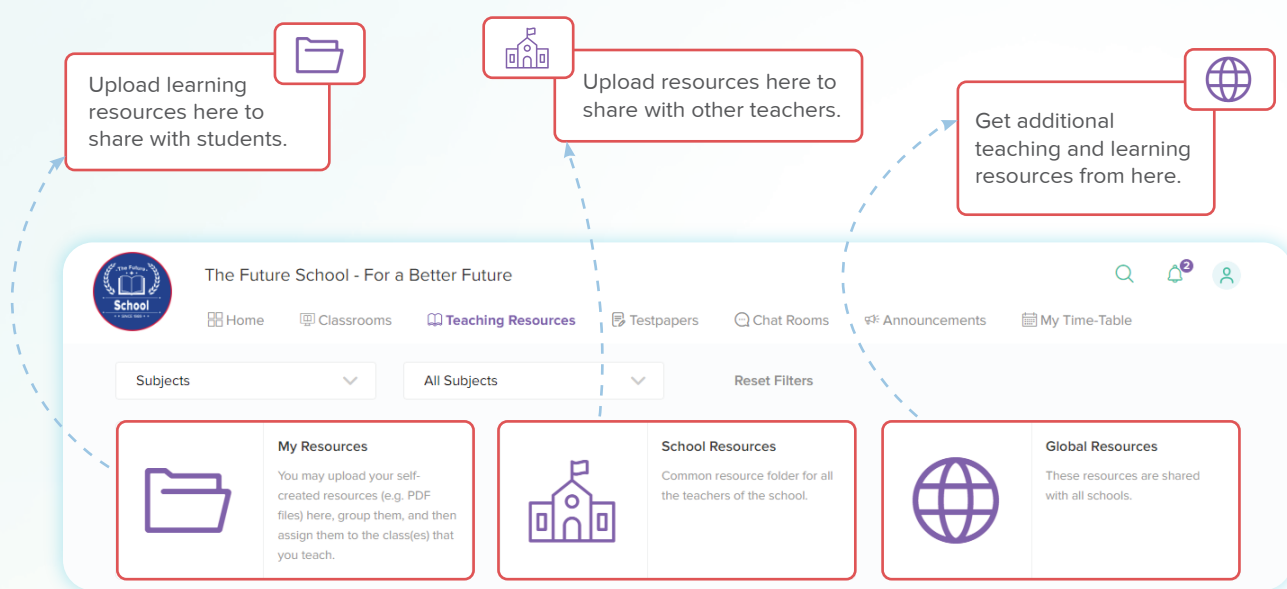 Upload learning
resources here to
share with students.
Upload resources here to
share with other teachers.
Get additional
teaching and learning
resources from here.
The Future
School
SINCE 1980
The Future School - For a Better Future
2
Home
Classrooms
Teaching Resources
Testpapers
Chat Rooms
Announcements
My Time-Table
Subjects
All Subjects
Reset Filters
My Resources
You may upload your self-
created resources (e.g. PDF
files) here, group them, and then
assign them to the class(es) that
you teach.
School Resources
Common resource folder for all
the teachers of the school.
Global Resources
These resources are shared
with all schools.